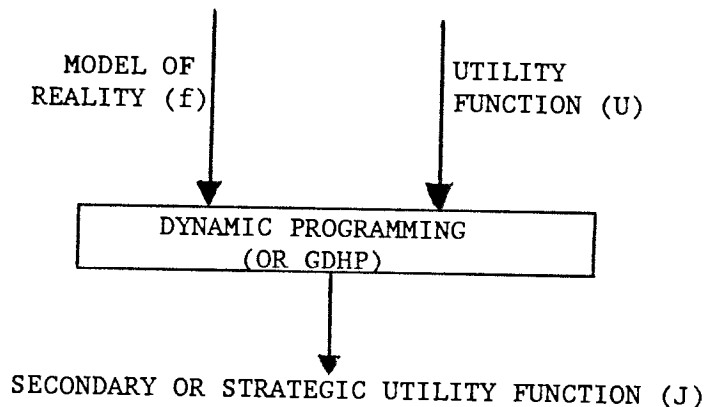 MODEL OF
REALITY (f)
UTILITY
FUNCTION (U)
DYNAMIC PROGRAMMING
(OR GDHP)
SECONDARY OR STRATEGIC UTILITY FUNCTION (J)